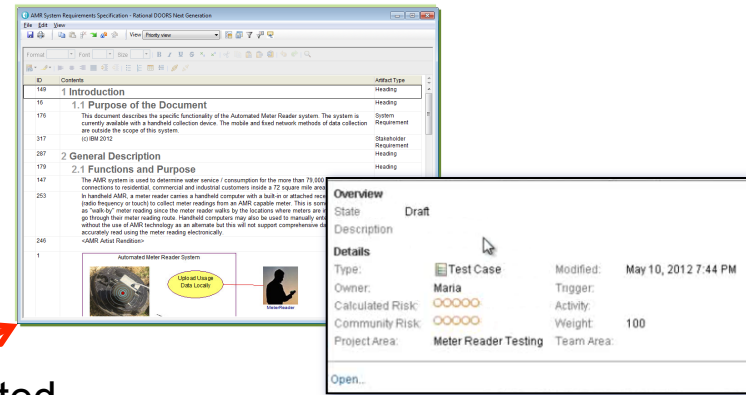 AMR System Requirements Specification - Rational DOORS Next Generation
File Edit View
View Priority view
Format Font Size B I U S
ID Contents Artifact Type
149 1 Introduction Heading
16 1.1 Purpose of the Document Heading
176 This document describes the specific functionality of the Automated Meter Reader system. The system is System
currently available with a handheld collection device. The mobile and fixed network methods of data collection Requirement
are outside the scope of this system.
317 (c) IBM 2012 Stakeholder
Requirement
287 2 General Description Heading
179 2.1 Functions and Purpose Heading
147 The AMR system is used to determine water service / consumption for the more than 79,000
connections to residential, commercial and industrial customers inside a 72 square mile area
253 In handheld AMR, a meter reader carries a handheld computer with a built-in or attached
(radio frequency or touch) to collect meter readings from an AMR capable meter. This is
as "walk-by" meter reading since the meter reader walks by the locations where meters are
go through their meter reading route. Handheld computers may also be used to manually
without the use of AMR technology as an alternate but this will not support comprehensive
accurately read using the meter reading electronically.
246 <AMR Artist Rendition>
1 Automated Meter Reader System
Upload Usage
Data Locally
MeterReader
Overview
State Draft
Description
Details
Type: Test Case Modified: May 10, 2012 7:44 PM
Owner: Maria Trigger:
Calculated Risk: Activity:
Community Risk: Weight: 100
Project Area: Meter Reader Testing Team Area:
Open...